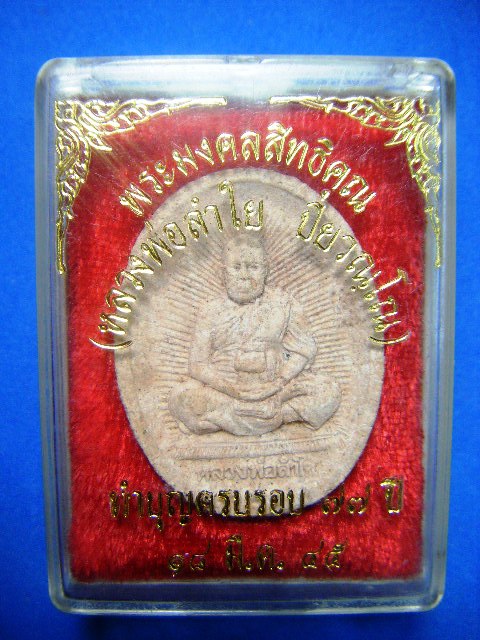 พระมงคลสิทธิคุณ
(หลวงพ่อลำใย ปิยวณฺโณ)
หลวงพ่อลำใย
ทำบุญครบรอบ ๗๗ ปี
๑๘ มี.ค. ๔๕